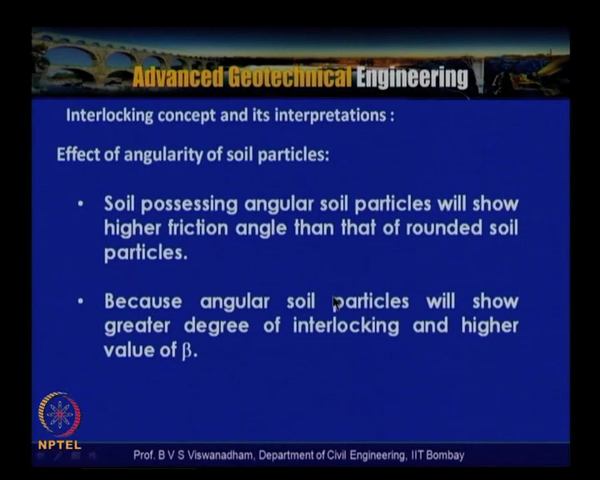 Advanced Geotechnical Engineering
Interlocking concept and its interpretations :
Effect of angularity of soil particles:
• Soil possessing angular soil particles will show
higher friction angle than that of rounded soil
particles.
• Because angular soil particles will show
greater degree of interlocking and higher
value of β.
NPTEL
Prof. B V S Viswanadham, Department of Civil Engineering, IIT Bombay